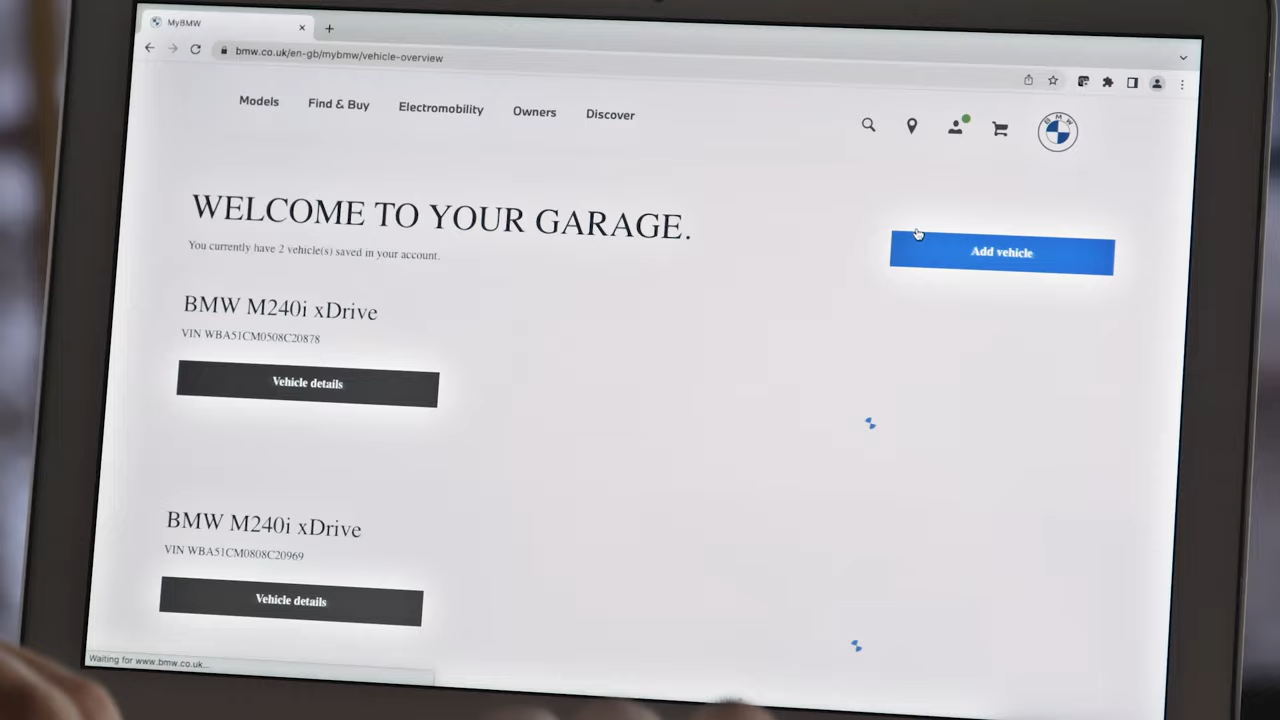 MyBMW
bmw.co.uk/en-gb/mybmw/vehicle-overview
Models Find & Buy Electromobility Owners Discover
BMW
WELCOME TO YOUR GARAGE.
You currently have 2 vehicle(s) saved in your account.
Add vehicle
BMW M240i xDrive
VIN WBA51CM0508C20878
Vehicle details
BMW M240i xDrive
VIN WBA51CM0808C20969
Vehicle details
Waiting for www.bmw.co.uk...